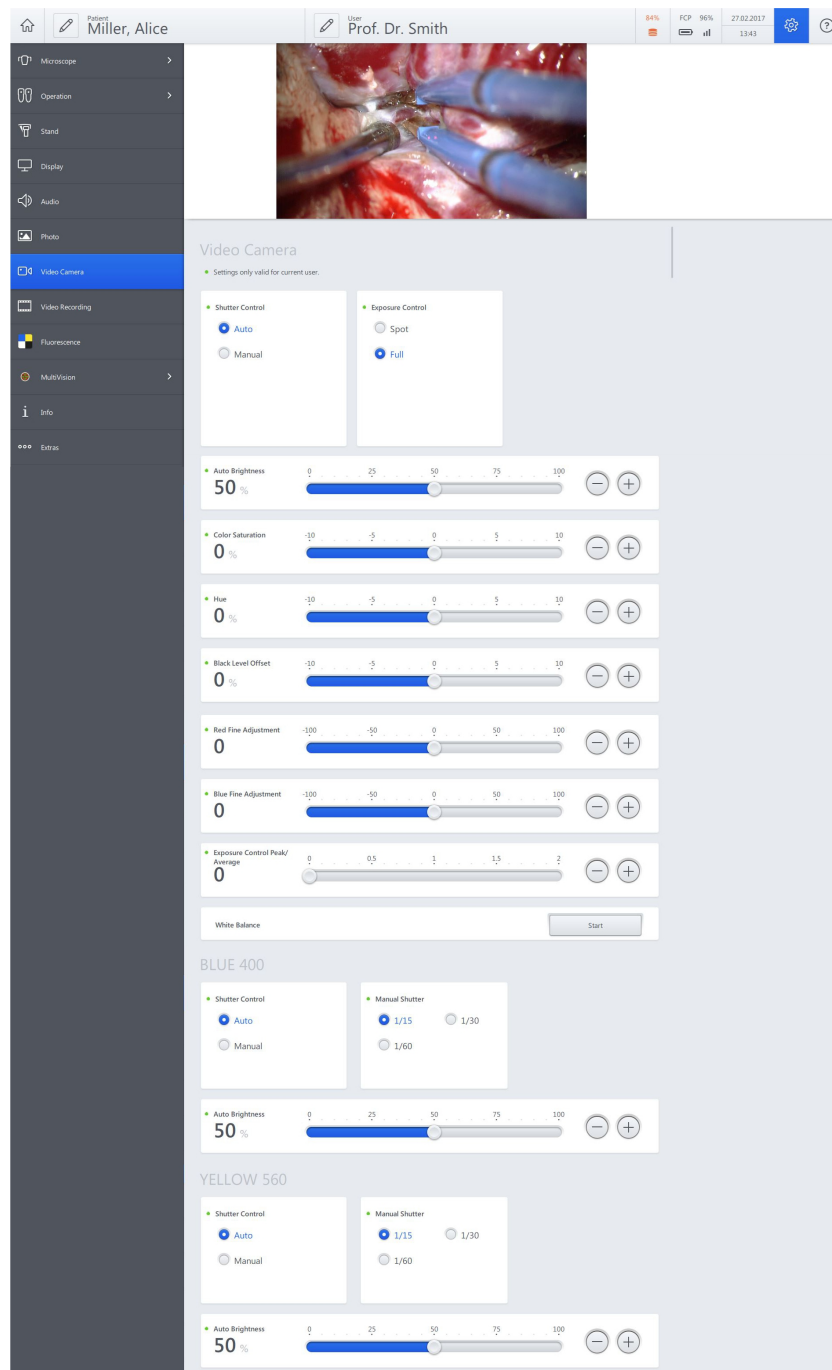 Patient
Miller, Alice
User
Prof. Dr. Smith
84%
FCP 96%
27.02.2017
13:43
?
Microscope
Operation
Stand
Display
Audio
Photo
Video Camera
Video Recording
Fluorescence
MultiVision
i Info
Extras
Video Camera
Settings only valid for current user.
Shutter Control
Auto
Manual
Exposure Control
Spot
Full
Auto Brightness
50 %
0 25 50 75 100
Color Saturation
0 %
-10 -5 0 5 10
Hue
0 %
-10 -5 0 5 10
Black Level Offset
0 %
-10 -5 0 5 10
Red Fine Adjustment
0
-100 -50 0 50 100
Blue Fine Adjustment
0
-100 -50 0 50 100
Exposure Control Peak/
Average
0
0 0.5 1 1.5 2
White Balance
Start
BLUE 400
Shutter Control
Auto
Manual
Manual Shutter
1/15 1/30
1/60
Auto Brightness
50 %
0 25 50 75 100
YELLOW 560
Shutter Control
Auto
Manual
Manual Shutter
1/15 1/30
1/60
Auto Brightness
50 %
0 25 50 75 100